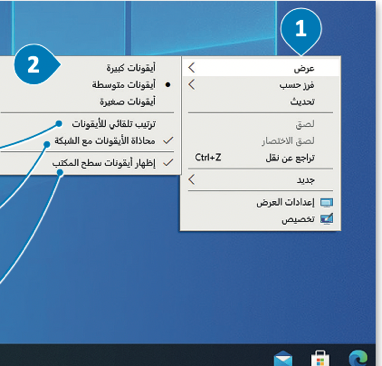 1
عرض
فرز حسب
تحديث
لصق
لصق الاختصار
تراجع عن نقل Ctrl+Z
جديد
إعدادات العرض
تخصيص
2
أيقونات كبيرة
أيقونات متوسطة
أيقونات صغيرة
ترتيب تلقائي للأيقونات
محاذاة الأيقونات مع الشبكة
إظهار أيقونات سطح المكتب